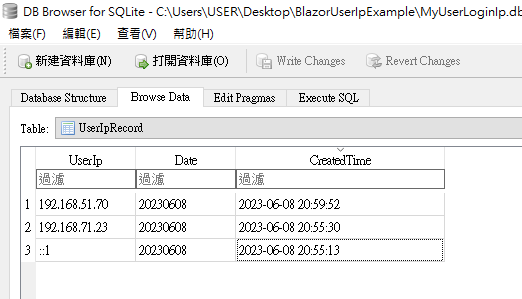 DB Browser for SQLite - C:\Users\USER\Desktop\BlazorUserIpExample\MyUserLoginIp.db
檔案(F) 編輯(E) 查看(V) 幫助(H)
新建資料庫(N) 打開資料庫(O) Write Changes Revert Changes
Database Structure Browse Data Edit Pragmas Execute SQL
Table: UserIpRecord
UserIp Date CreatedTime
過濾 過濾 過濾
1 192.168.51.70 20230608 2023-06-08 20:59:52
2 192.168.71.23 20230608 2023-06-08 20:55:30
3 ::1 20230608 2023-06-08 20:55:13